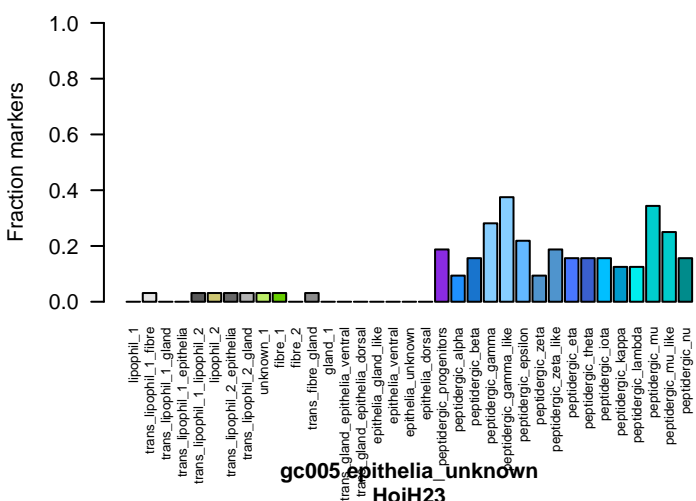 1.0
0.8
0.6
0.4
0.2
0.0
Fraction markers
lipophil_1
trans_lipophil_1_fibre
trans_lipophil_1_gland
trans_lipophil_1_epithelia
trans_lipophil_1_lipophil_2
lipophil_2
trans_lipophil_2_epithelia
trans_lipophil_2_gland
unknown_1
fibre_1
fibre_2
trans_fibre_gland
gland_1
trans_gland_epithelia_ventral
trans_gland_epithelia_dorsal
epithelia_gland_like
epithelia_ventral
epithelia_unknown
epithelia_dorsal
peptidergic_progenitors
peptidergic_alpha
peptidergic_beta
peptidergic_gamma
peptidergic_gamma_like
peptidergic_epsilon
peptidergic_zeta
peptidergic_zeta_like
peptidergic_eta
peptidergic_theta
peptidergic_iota
peptidergic_kappa
peptidergic_lambda
peptidergic_mu
peptidergic_mu_like
peptidergic_nu
gc005_epithelia_unknown
HoiH23